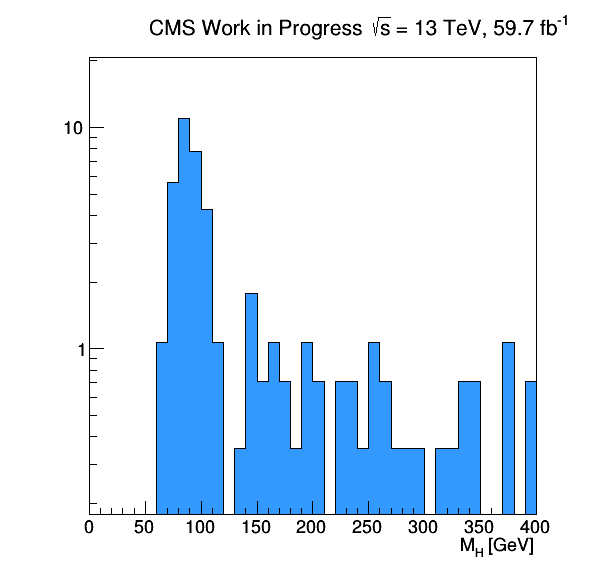 CMS Work in Progress √s = 13 TeV, 59.7 fb⁻¹
10
1
0 50 100 150 200 250 300 350 400
M_H [GeV]